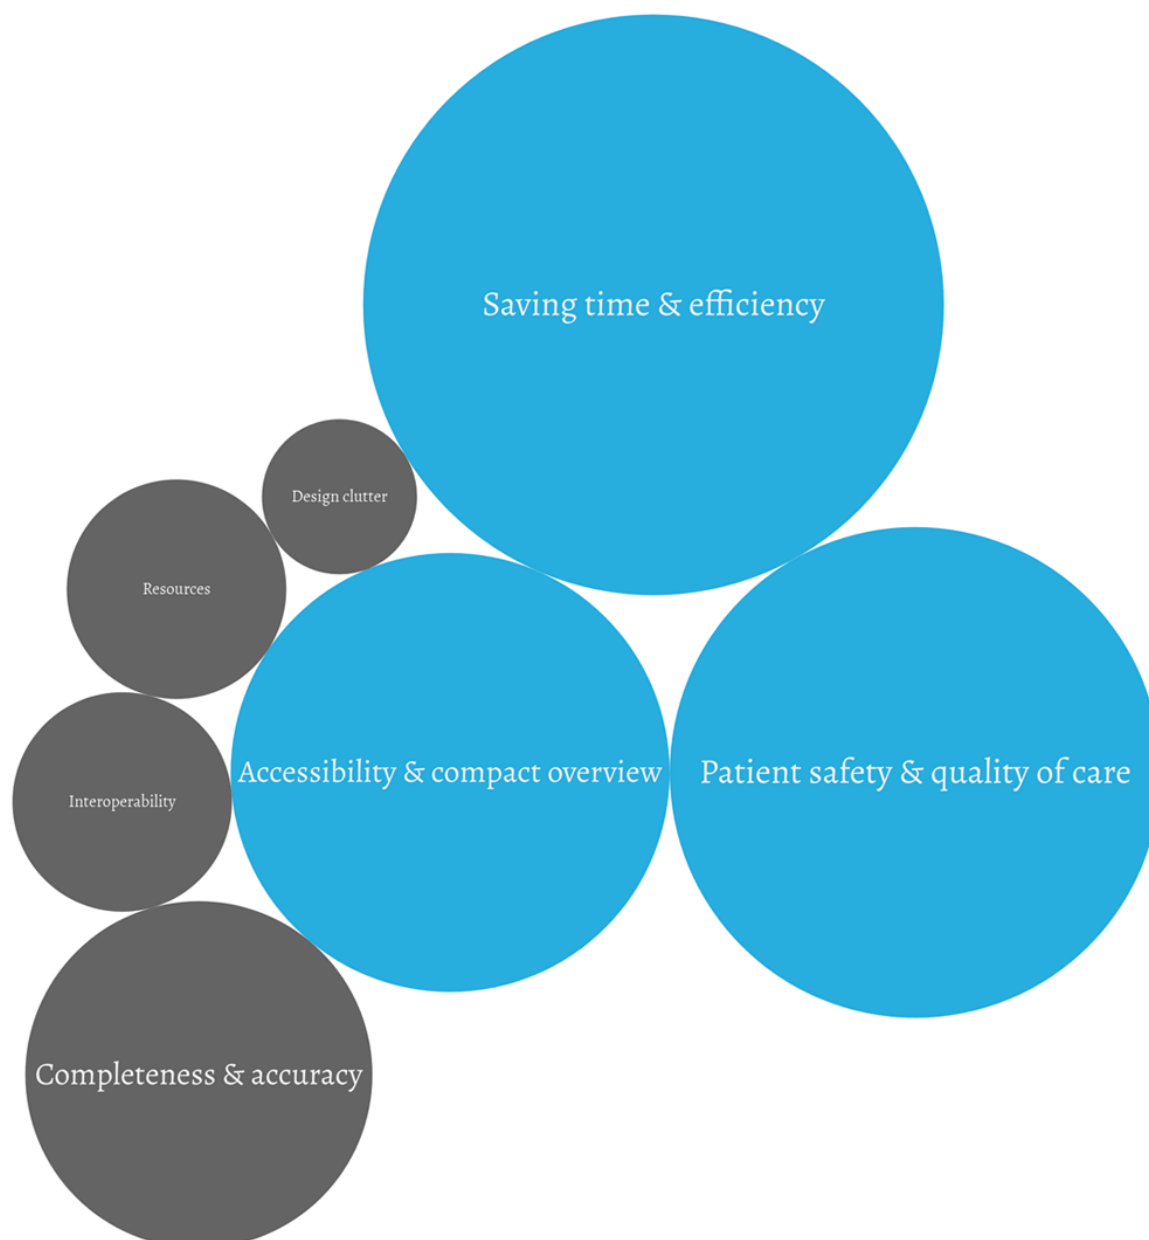 Saving time & efficiency
Design clutter
Resources
Accessibility & compact overview
Patient safety & quality of care
Interoperability
Completeness & accuracy